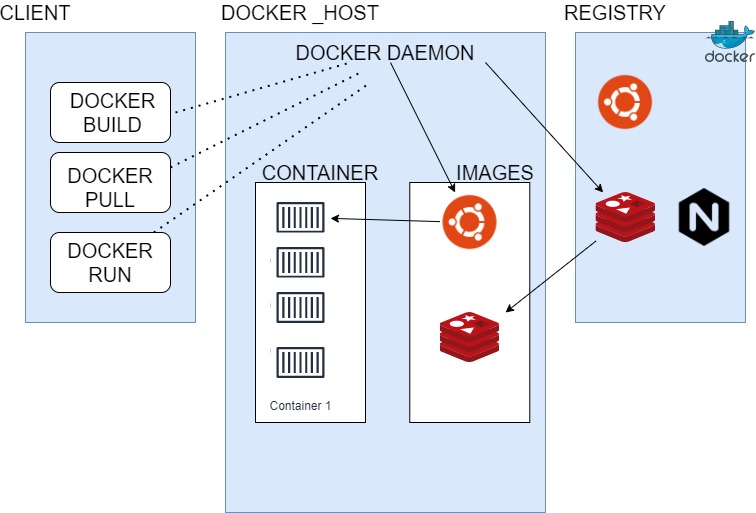 CLIENT
DOCKER _HOST
REGISTRY
docker
DOCKER DAEMON
DOCKER
BUILD
DOCKER
PULL
DOCKER
RUN
CONTAINER
IMAGES
N
Container 1